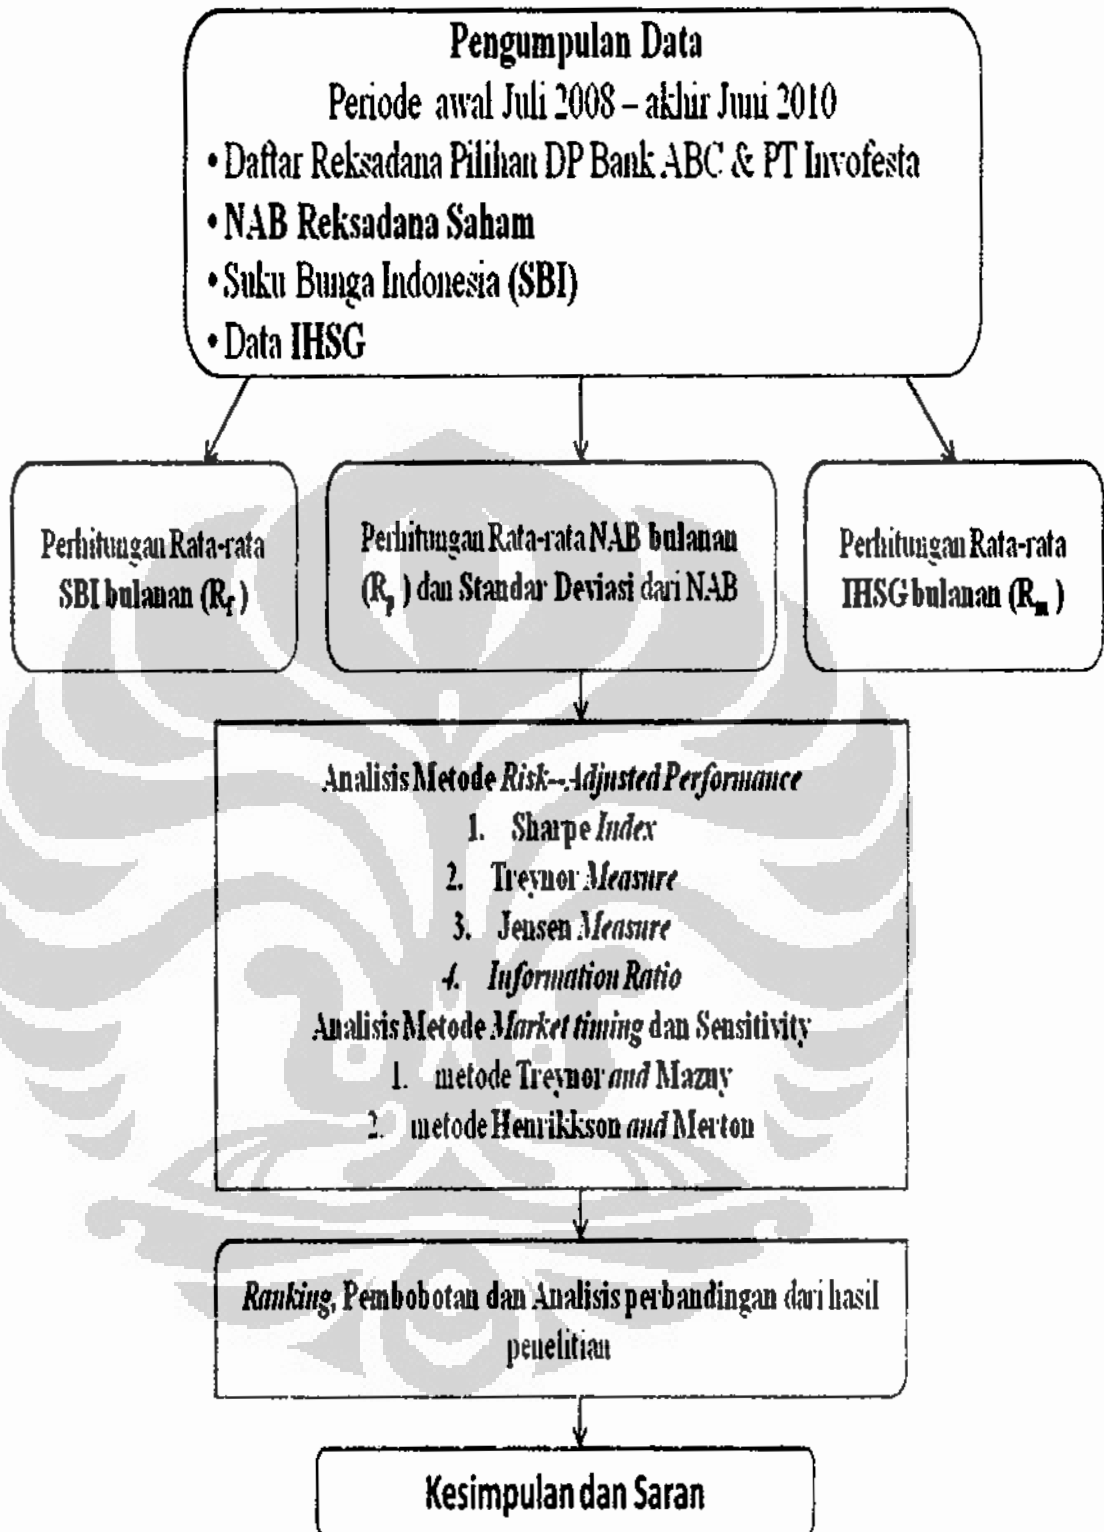 Pengumpulan Data
Periode awal Juli 2008 – akhir Juni 2010
• Daftar Reksadana Pilihan DP Bank ABC & PT Invofesta
• NAB Reksadana Saham
• Suku Bunga Indonesia (SBI)
• Data IHSG
Perhitungan Rata-rata
SBI bulanan (Rf)
Perhitungan Rata-rata NAB bulanan
(Rp) dan Standar Deviasi dari NAB
Perhitungan Rata-rata
IHSG bulanan (Rm)
Analisis Metode Risk–Adjusted Performance
1. Sharpe Index
2. Treynor Measure
3. Jensen Measure
4. Information Ratio
Analisis Metode Market timing dan Sensitivity
1. metode Treynor and Mazuy
2. metode Henrikkson and Merton
Ranking, Pembobotan dan Analisis perbandingan dari hasil
penelitian
Kesimpulan dan Saran